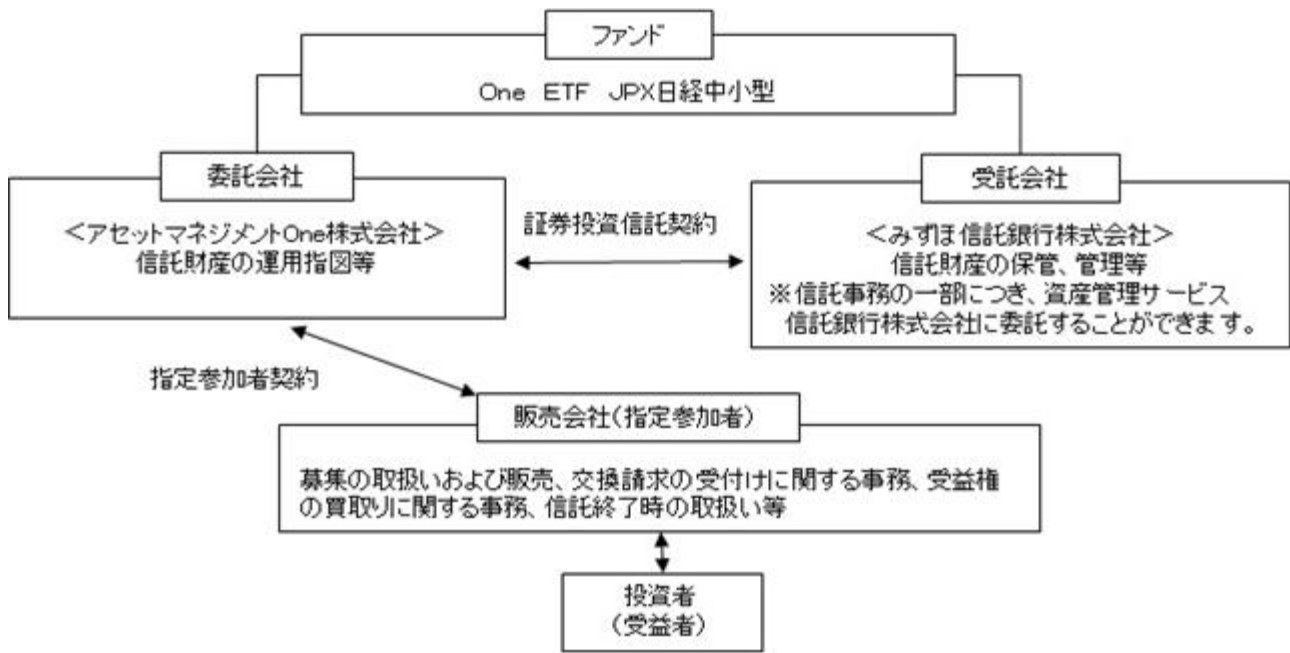 ファンド
One ETF JPX日経中小型
委託会社
<アセットマネジメントOne株式会社>
信託財産の運用指図等
証券投資信託契約
受託会社
<みずほ信託銀行株式会社>
信託財産の保管、管理等
※信託事務の一部につき、資産管理サービス
信託銀行株式会社に委託することができます。
指定参加者契約
販売会社(指定参加者)
募集の取扱いおよび販売、交換請求の受付けに関する事務、受益権
の買取りに関する事務、信託終了時の取扱い等
投資者
(受益者)